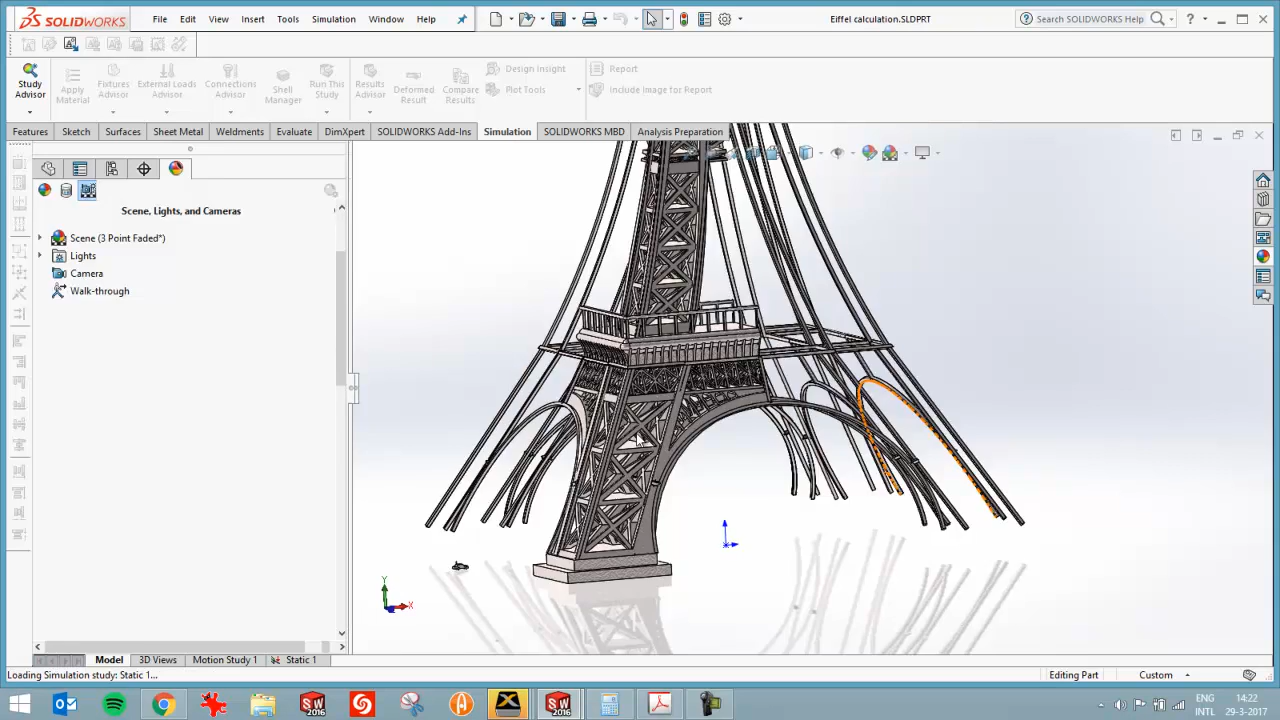 SOLIDWORKS
File Edit View Insert Tools Simulation Window Help
Eiffel calculation.SLDPRT
Search SOLIDWORKS Help
Study Advisor
Apply Material
Fixtures Advisor
External Loads Advisor
Connections Advisor
Shell Manager
Run This Study
Results Advisor
Deformed Result
Compare Results
Design Insight
Plot Tools
Report
Include Image for Report
Features Sketch Surfaces Sheet Metal Weldments Evaluate DimXpert SOLIDWORKS Add-Ins Simulation SOLIDWORKS MBD Analysis Preparation
Scene, Lights, and Cameras
Scene (3 Point Faded*)
Lights
Camera
Walk-through
Y
X
Model 3D Views Motion Study 1 Static 1
Loading Simulation study: Static 1...
Editing Part
Custom
SW 2016
SW 2016
ENG
INTL
14:22
29-3-2017